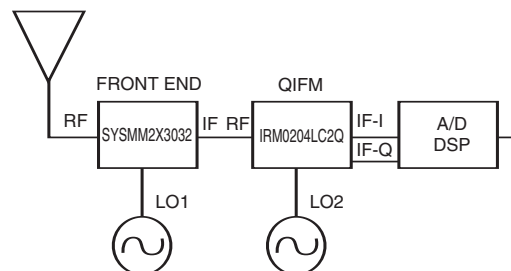 FRONT END
QIFM
RF
SYSMM2X3032
IF
RF
IRM0204LC2Q
IF-I
IF-Q
A/D
DSP
LO1
LO2